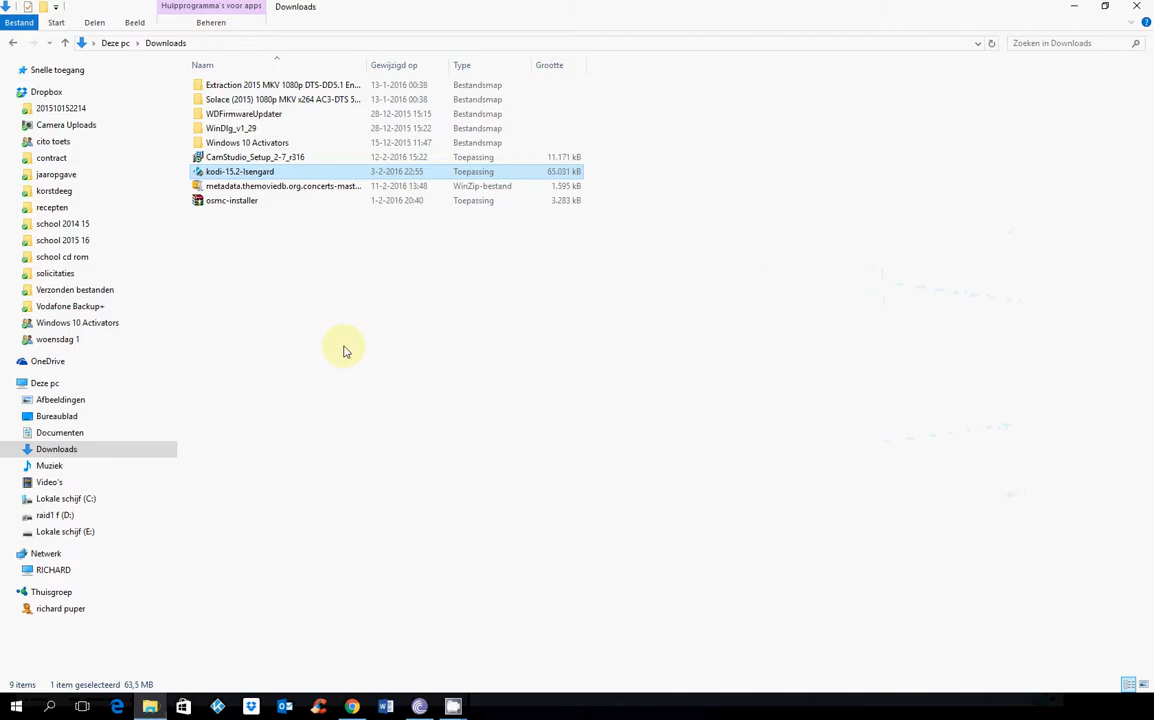 Hulpprogramma's voor apps Downloads
Bestand Start Delen Beeld Beheren
Deze pc Downloads Zoeken in Downloads
Naam Gewijzigd op Type Grootte
Extraction 2015 MKV 1080p DTS-DD5.1 En... 13-1-2016 00:38 Bestandsmap
Solace (2015) 1080p MKV x264 AC3-DTS 5... 13-1-2016 00:38 Bestandsmap
WDFirmwareUpdater 28-12-2015 15:15 Bestandsmap
WinDlg_v1_29 28-12-2015 15:22 Bestandsmap
Windows 10 Activators 15-12-2015 11:47 Bestandsmap
CamStudio_Setup_2-7_r316 12-2-2016 15:22 Toepassing 11.171 kB
kodi-15.2-Isengard 3-2-2016 22:55 Toepassing 65.031 kB
metadata.themoviedb.org.concerts-mast... 11-2-2016 13:48 WinZip-bestand 1.595 kB
osmc-installer 1-2-2016 20:40 Toepassing 3.283 kB
Snelle toegang
Dropbox
201510152214
Camera Uploads
cito toets
contract
jaaropgave
korstdeeg
recepten
school 2014 15
school 2015 16
school cd rom
solicitaties
Verzonden bestanden
Vodafone Backup+
Windows 10 Activators
woensdag 1
OneDrive
Deze pc
Afbeeldingen
Bureaublad
Documenten
Downloads
Muziek
Video's
Lokale schijf (C:)
raid1 f (D:)
Lokale schijf (E:)
Netwerk
RICHARD
Thuisgroep
richard puper
9 items 1 item geselecteerd 63,5 MB